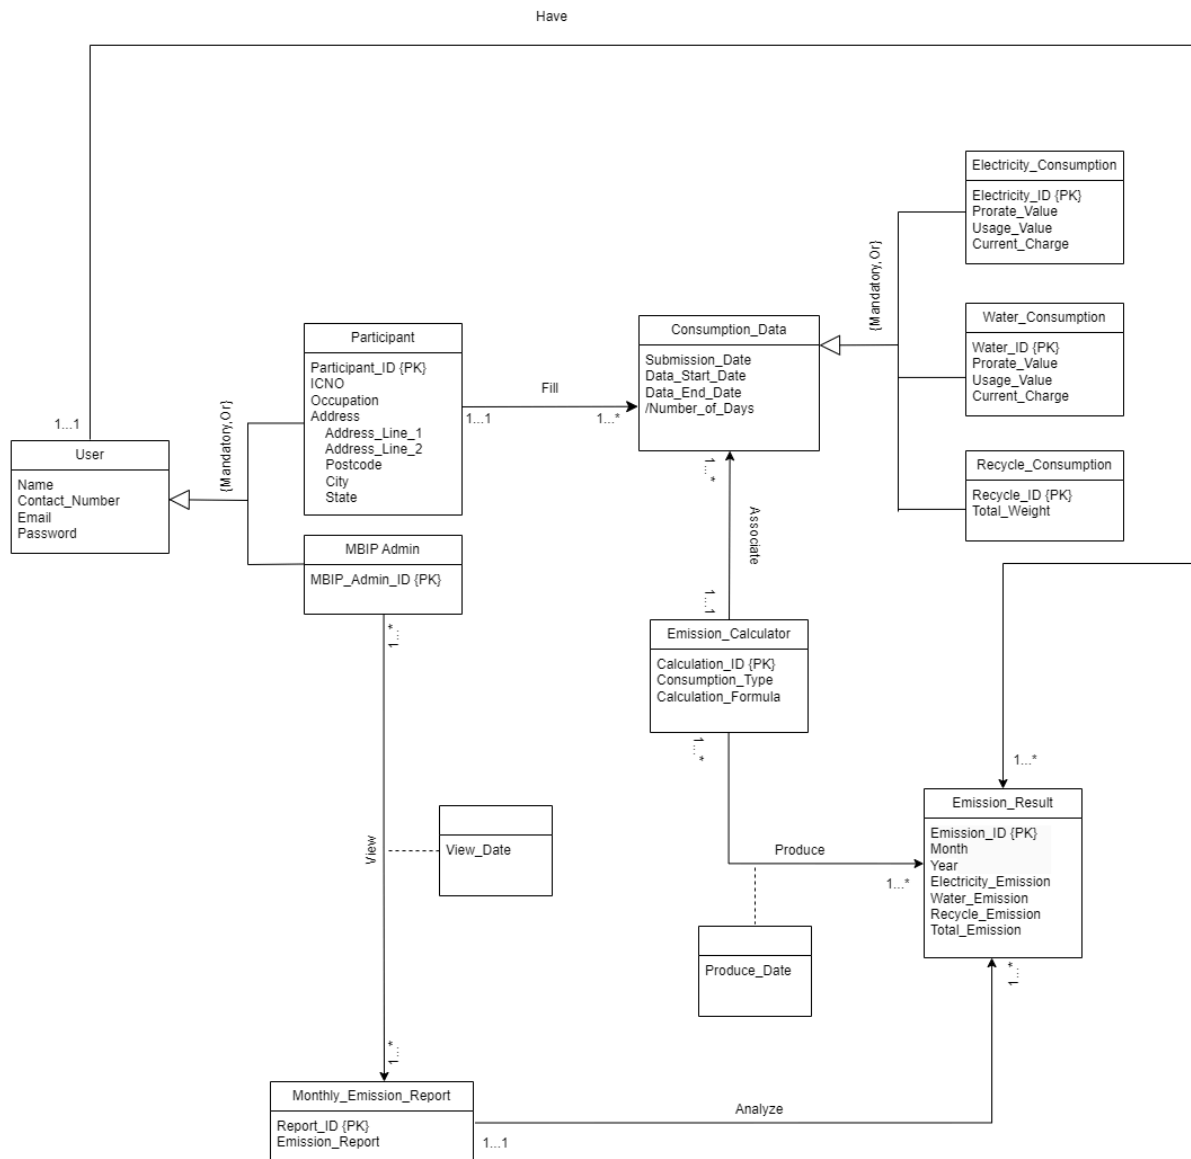 Have
Electricity_Consumption
Electricity_ID {PK}
Prorate_Value
Usage_Value
Current_Charge
{Mandatory,Or}
Water_Consumption
Water_ID {PK}
Prorate_Value
Usage_Value
Current_Charge
Recycle_Consumption
Recycle_ID {PK}
Total_Weight
Consumption_Data
Submission_Date
Data_Start_Date
Data_End_Date
/Number_of_Days
Participant
Participant_ID {PK}
ICNO
Occupation
Address
Address_Line_1
Address_Line_2
Postcode
City
State
Fill
1...1
1...*
{Mandatory,Or}
1...1
User
Name
Contact_Number
Email
Password
MBIP Admin
MBIP_Admin_ID {PK}
1...*
1...*
Associate
1...1
Emission_Calculator
Calculation_ID {PK}
Consumption_Type
Calculation_Formula
1...*
1...*
Emission_Result
Emission_ID {PK}
Month
Year
Electricity_Emission
Water_Emission
Recycle_Emission
Total_Emission
Produce
1...*
View
View_Date
Produce_Date
1...*
1...*
Monthly_Emission_Report
Report_ID {PK}
Emission_Report
Analyze
1...1